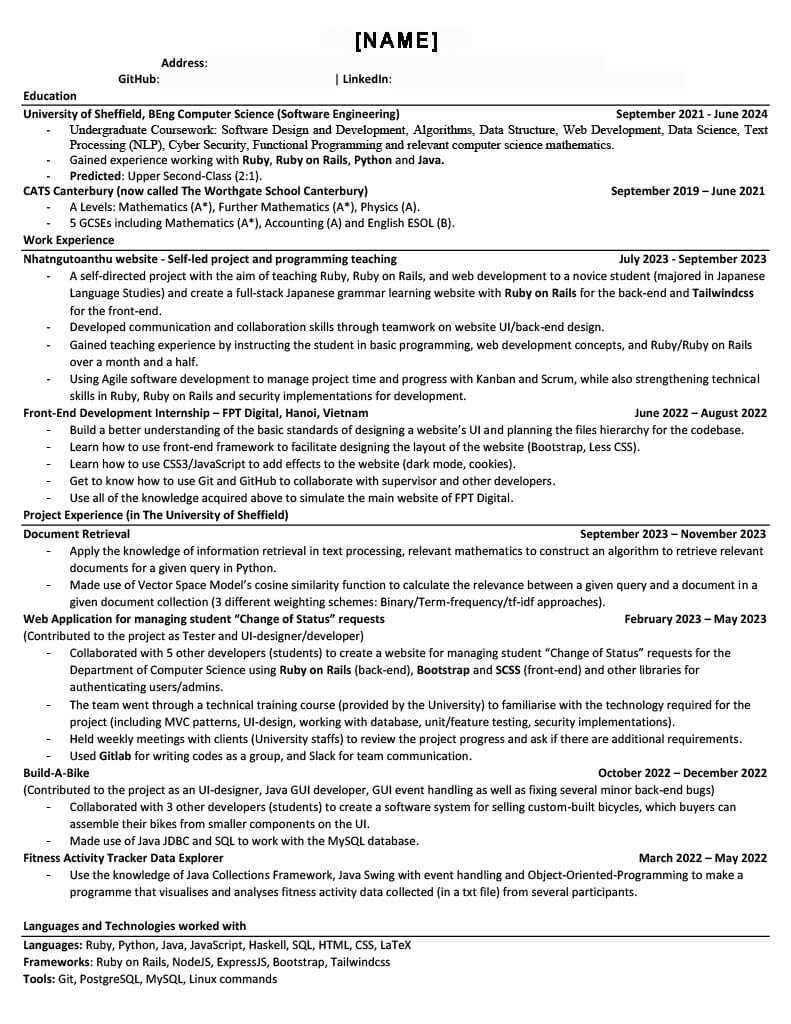 [NAME]
Address:
GitHub: | LinkedIn:
Education
University of Sheffield, BEng Computer Science (Software Engineering) September 2021 - June 2024
- Undergraduate Coursework: Software Design and Development, Algorithms, Data Structure, Web Development, Data Science, Text
Processing (NLP), Cyber Security, Functional Programming and relevant computer science mathematics.
- Gained experience working with Ruby, Ruby on Rails, Python and Java.
- Predicted: Upper Second-Class (2:1).
CATS Canterbury (now called The Worthgate School Canterbury) September 2019 – June 2021
- A Levels: Mathematics (A*), Further Mathematics (A*), Physics (A).
- 5 GCSEs including Mathematics (A*), Accounting (A) and English ESOL (B).
Work Experience
Nhatngutoanthu website - Self-led project and programming teaching July 2023 - September 2023
- A self-directed project with the aim of teaching Ruby, Ruby on Rails, and web development to a novice student (majored in Japanese
Language Studies) and create a full-stack Japanese grammar learning website with Ruby on Rails for the back-end and Tailwindcss
for the front-end.
- Developed communication and collaboration skills through teamwork on website UI/back-end design.
- Gained teaching experience by instructing the student in basic programming, web development concepts, and Ruby/Ruby on Rails
over a month and a half.
- Using Agile software development to manage project time and progress with Kanban and Scrum, while also strengthening technical
skills in Ruby, Ruby on Rails and security implementations for development.
Front-End Development Internship – FPT Digital, Hanoi, Vietnam June 2022 – August 2022
- Build a better understanding of the basic standards of designing a website's UI and planning the files hierarchy for the codebase.
- Learn how to use front-end framework to facilitate designing the layout of the website (Bootstrap, Less CSS).
- Learn how to use CSS3/JavaScript to add effects to the website (dark mode, cookies).
- Get to know how to use Git and GitHub to collaborate with supervisor and other developers.
- Use all of the knowledge acquired above to simulate the main website of FPT Digital.
Project Experience (in The University of Sheffield)
Document Retrieval September 2023 – November 2023
- Apply the knowledge of information retrieval in text processing, relevant mathematics to construct an algorithm to retrieve relevant
documents for a given query in Python.
- Made use of Vector Space Model's cosine similarity function to calculate the relevance between a given query and a document in a
given document collection (3 different weighting schemes: Binary/Term-frequency/tf-idf approaches).
Web Application for managing student “Change of Status” requests February 2023 – May 2023
(Contributed to the project as Tester and UI-designer/developer)
- Collaborated with 5 other developers (students) to create a website for managing student “Change of Status” requests for the
Department of Computer Science using Ruby on Rails (back-end), Bootstrap and SCSS (front-end) and other libraries for
authenticating users/admins.
- The team went through a technical training course (provided by the University) to familiarise with the technology required for the
project (including MVC patterns, UI-design, working with database, unit/feature testing, security implementations).
- Held weekly meetings with clients (University staffs) to review the project progress and ask if there are additional requirements.
- Used Gitlab for writing codes as a group, and Slack for team communication.
Build-A-Bike October 2022 – December 2022
(Contributed to the project as an UI-designer, Java GUI developer, GUI event handling as well as fixing several minor back-end bugs)
- Collaborated with 3 other developers (students) to create a software system for selling custom-built bicycles, which buyers can
assemble their bikes from smaller components on the UI.
- Made use of Java JDBC and SQL to work with the MySQL database.
Fitness Activity Tracker Data Explorer March 2022 – May 2022
- Use the knowledge of Java Collections Framework, Java Swing with event handling and Object-Oriented-Programming to make a
programme that visualises and analyses fitness activity data collected (in a txt file) from several participants.
Languages and Technologies worked with
Languages: Ruby, Python, Java, JavaScript, Haskell, SQL, HTML, CSS, LaTeX
Frameworks: Ruby on Rails, NodeJS, ExpressJS, Bootstrap, Tailwindcss
Tools: Git, PostgreSQL, MySQL, Linux commands